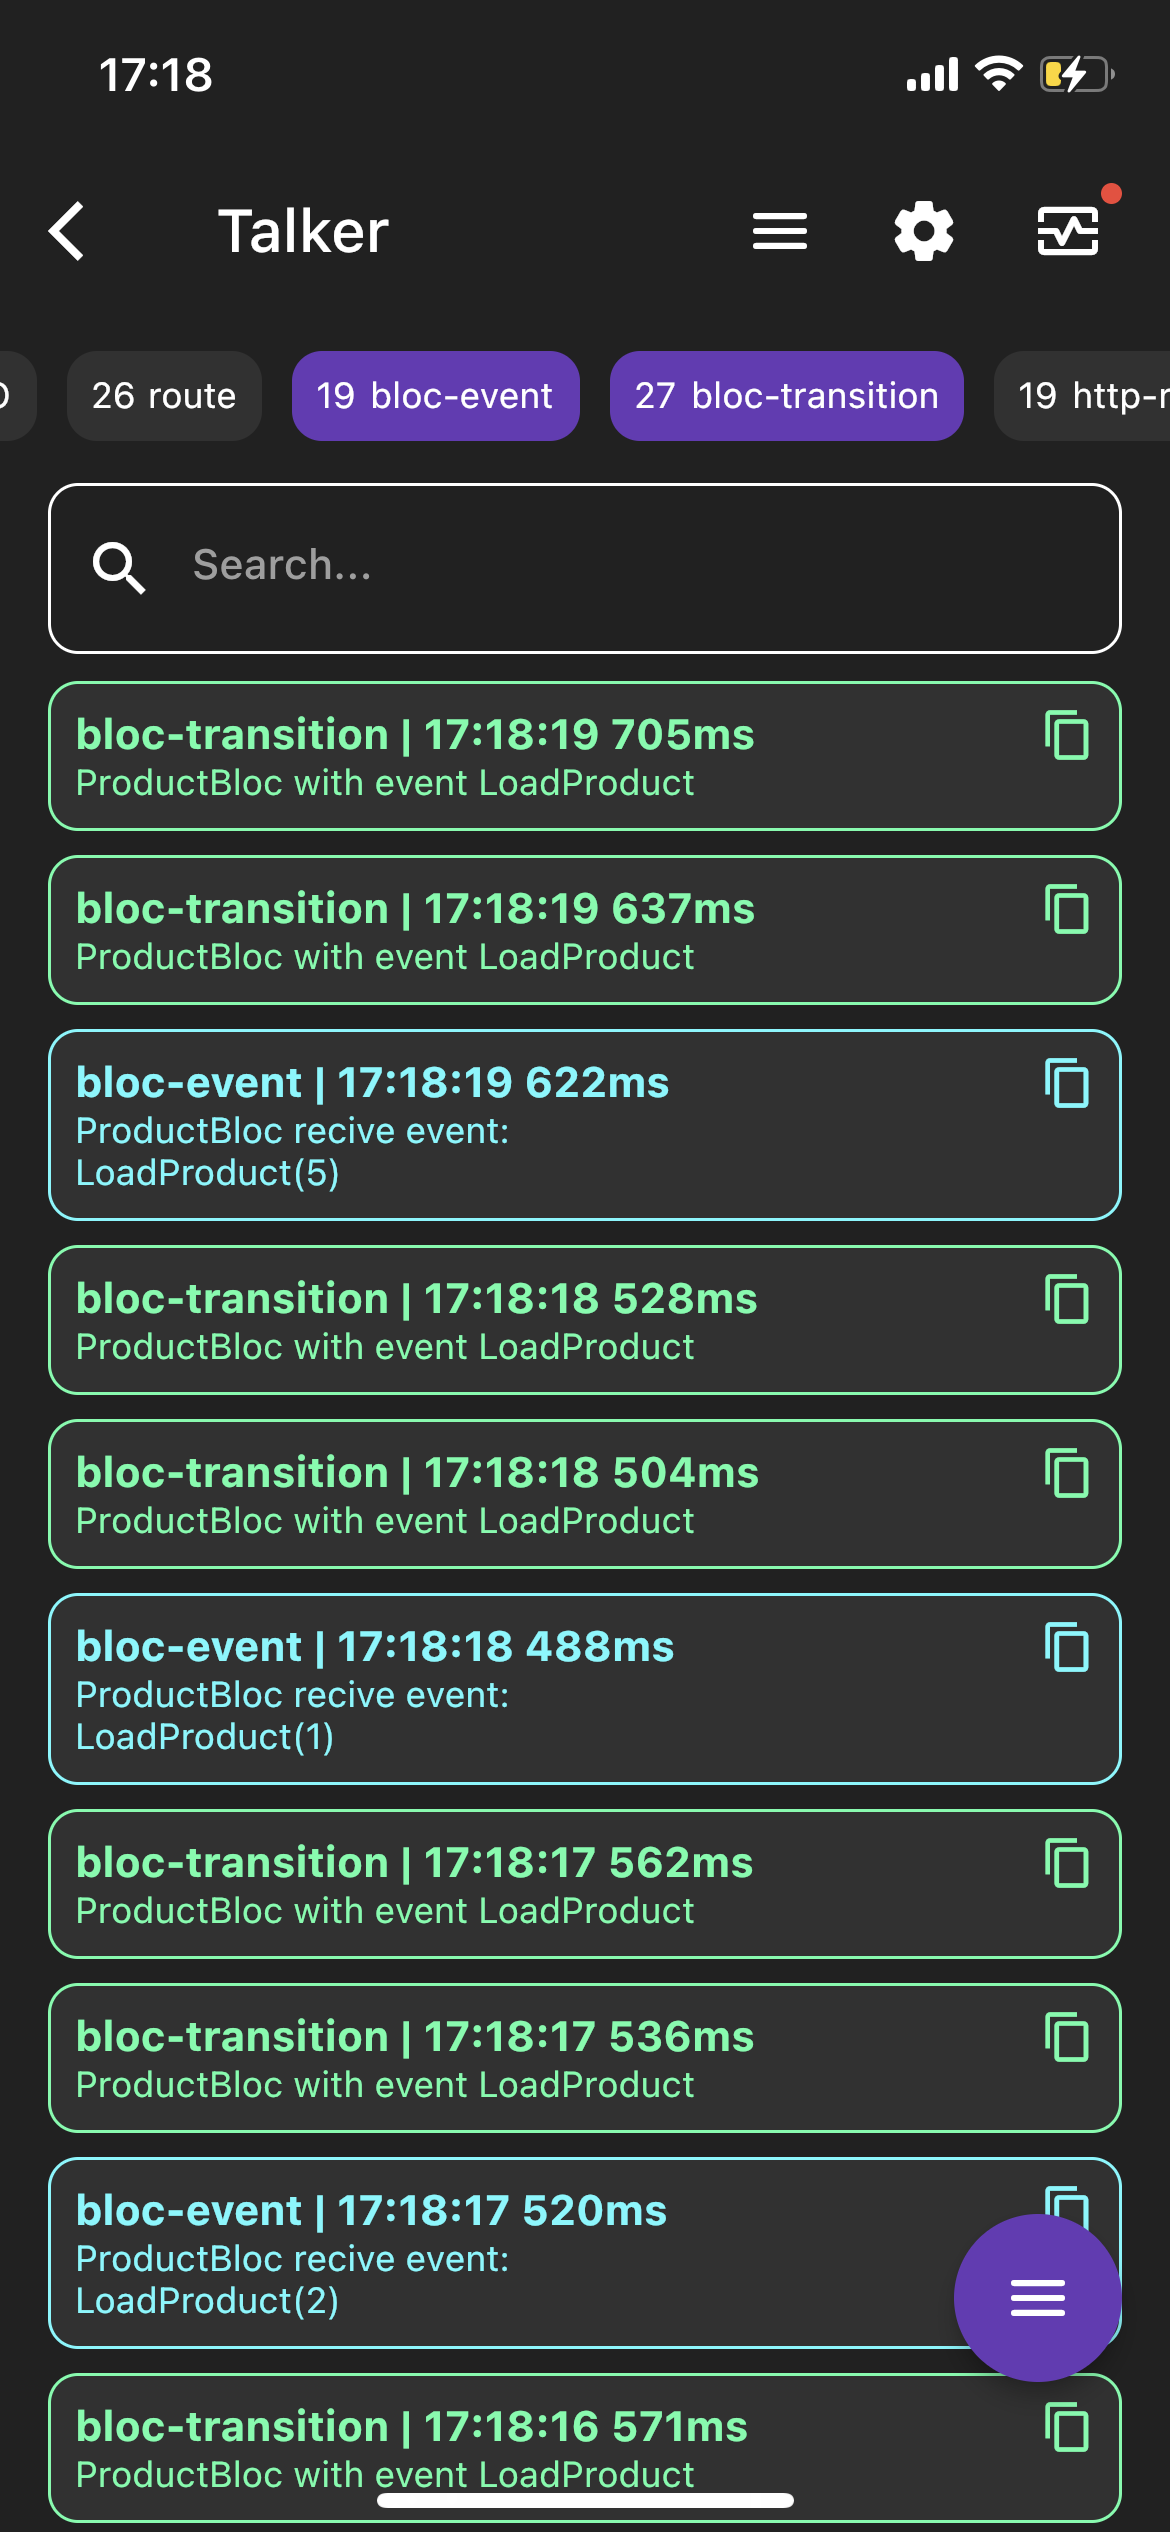 17:18
Talker
26 route
19 bloc-event
27 bloc-transition
19 http-r
Search...
bloc-transition | 17:18:19 705ms
ProductBloc with event LoadProduct
bloc-transition | 17:18:19 637ms
ProductBloc with event LoadProduct
bloc-event | 17:18:19 622ms
ProductBloc recive event:
LoadProduct(5)
bloc-transition | 17:18:18 528ms
ProductBloc with event LoadProduct
bloc-transition | 17:18:18 504ms
ProductBloc with event LoadProduct
bloc-event | 17:18:18 488ms
ProductBloc recive event:
LoadProduct(1)
bloc-transition | 17:18:17 562ms
ProductBloc with event LoadProduct
bloc-transition | 17:18:17 536ms
ProductBloc with event LoadProduct
bloc-event | 17:18:17 520ms
ProductBloc recive event:
LoadProduct(2)
bloc-transition | 17:18:16 571ms
ProductBloc with event LoadProduct